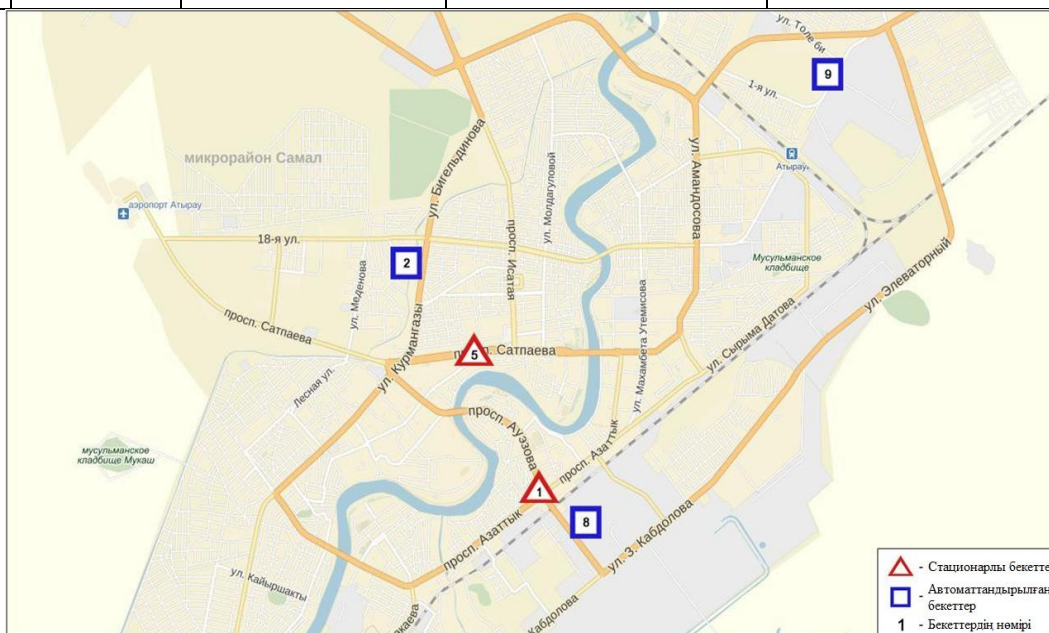 ул. Толе би
9
1-я ул.
ул. Бигельдинова
микрорайон Самал
ул. Молдагуловой
ул. Амандосова
Атырау
аэропорт Атырау
18-я ул.
2
ул. Меденова
просп. Исатая
Мусульманское
кладбище
ул. Элеваторный
ул. Махамбета Утемисова
ул. Сырыма Датова
просп. Сатпаева
ул. Курмангазы
5
Сатпаева
Лесная ул.
просп. Ауэзова
просп. Азаттык
мусульманское
кладбище Мукаш
1
8
просп. Азаттык
ул. З. Кабдолова
ул. Кайыршакты
Кабдолова
- Стационарлы бекетте
- Автоматтандырылған
бекеттер
1 - Бекеттердің нөмірі